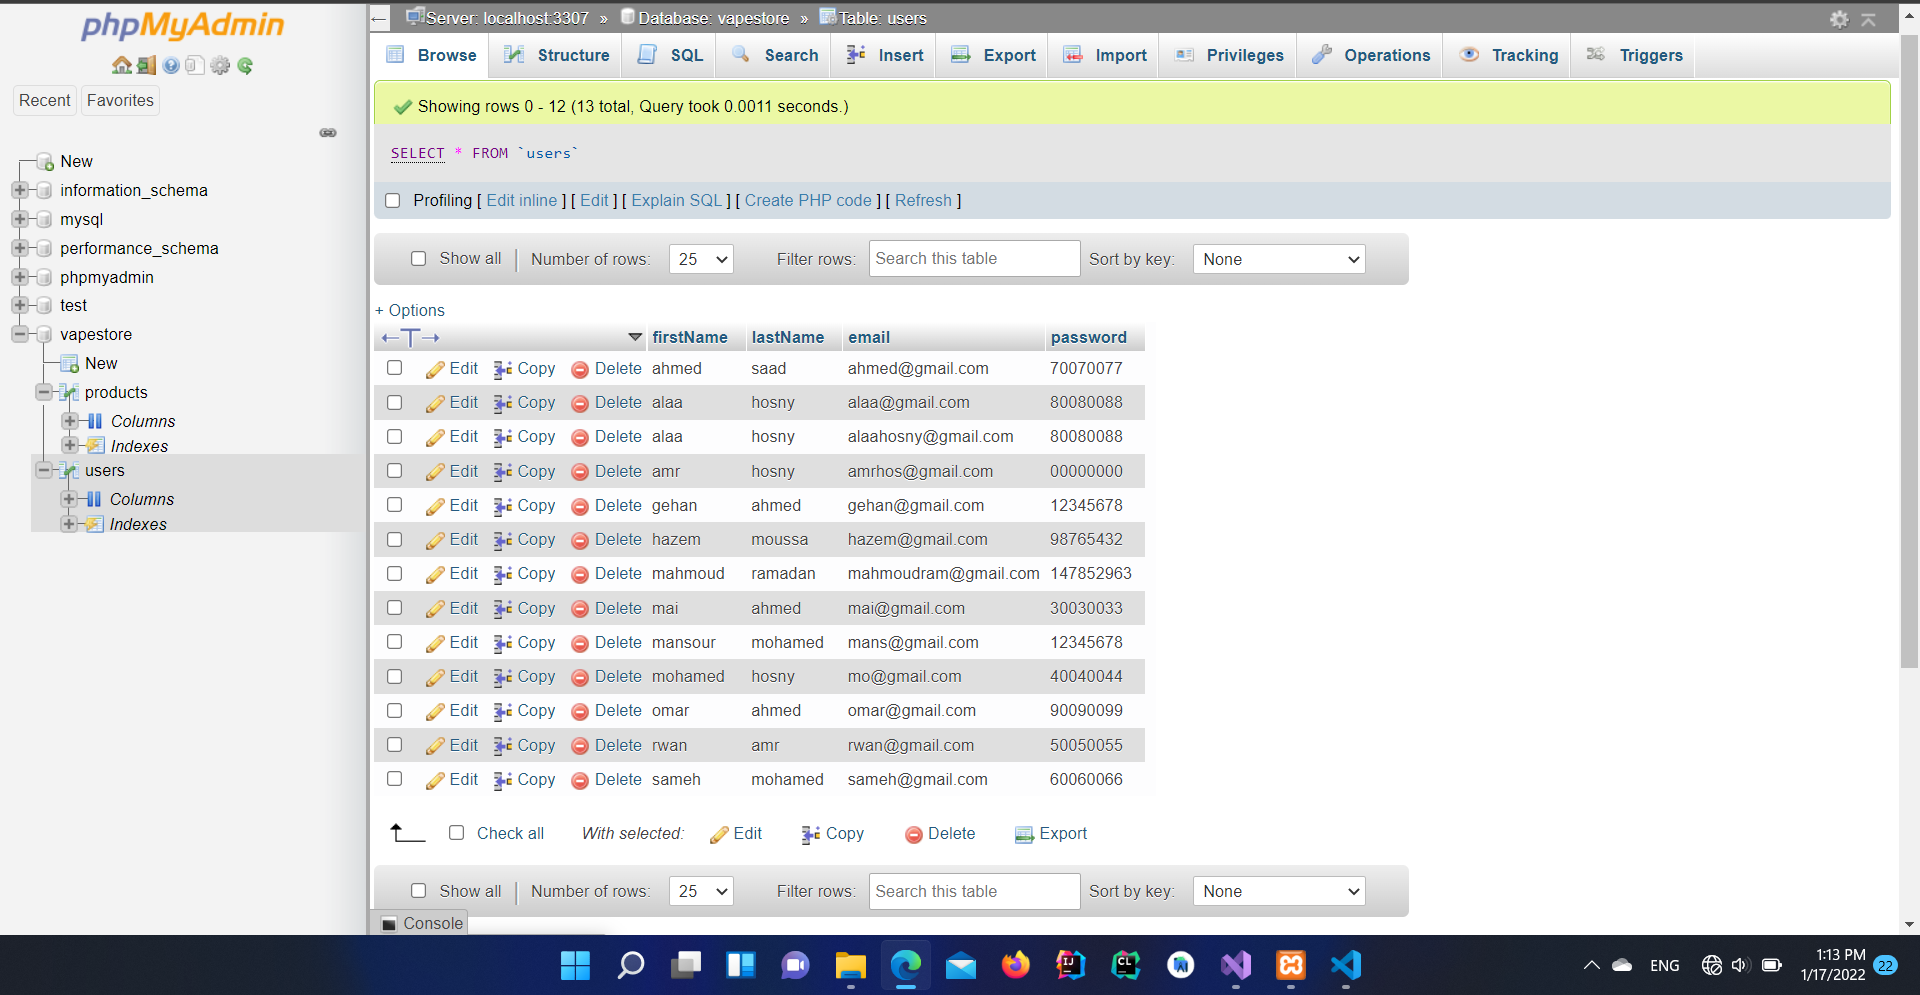 phpMyAdmin
Recent Favorites
New
information_schema
mysql
performance_schema
phpmyadmin
test
vapestore
New
products
Columns
Indexes
users
Columns
Indexes
Server: localhost:3307 » Database: vapestore » Table: users
Browse Structure SQL Search Insert Export Import Privileges Operations Tracking Triggers
Showing rows 0 - 12 (13 total, Query took 0.0011 seconds.)
SELECT * FROM `users`
Profiling [ Edit inline ] [ Edit ] [ Explain SQL ] [ Create PHP code ] [ Refresh ]
Show all | Number of rows: 25 Filter rows: Search this table Sort by key: None
+ Options
←T→ firstName lastName email password
Edit Copy Delete ahmed saad ahmed@gmail.com 70070077
Edit Copy Delete alaa hosny alaa@gmail.com 80080088
Edit Copy Delete alaa hosny alaahosny@gmail.com 80080088
Edit Copy Delete amr hosny amrhos@gmail.com 00000000
Edit Copy Delete gehan ahmed gehan@gmail.com 12345678
Edit Copy Delete hazem moussa hazem@gmail.com 98765432
Edit Copy Delete mahmoud ramadan mahmoudram@gmail.com 147852963
Edit Copy Delete mai ahmed mai@gmail.com 30030033
Edit Copy Delete mansour mohamed mans@gmail.com 12345678
Edit Copy Delete mohamed hosny mo@gmail.com 40040044
Edit Copy Delete omar ahmed omar@gmail.com 90090099
Edit Copy Delete rwan amr rwan@gmail.com 50050055
Edit Copy Delete sameh mohamed sameh@gmail.com 60060066
Check all With selected: Edit Copy Delete Export
Show all | Number of rows: 25 Filter rows: Search this table Sort by key: None
Console
IJ CL
ENG
1:13 PM
1/17/2022
22